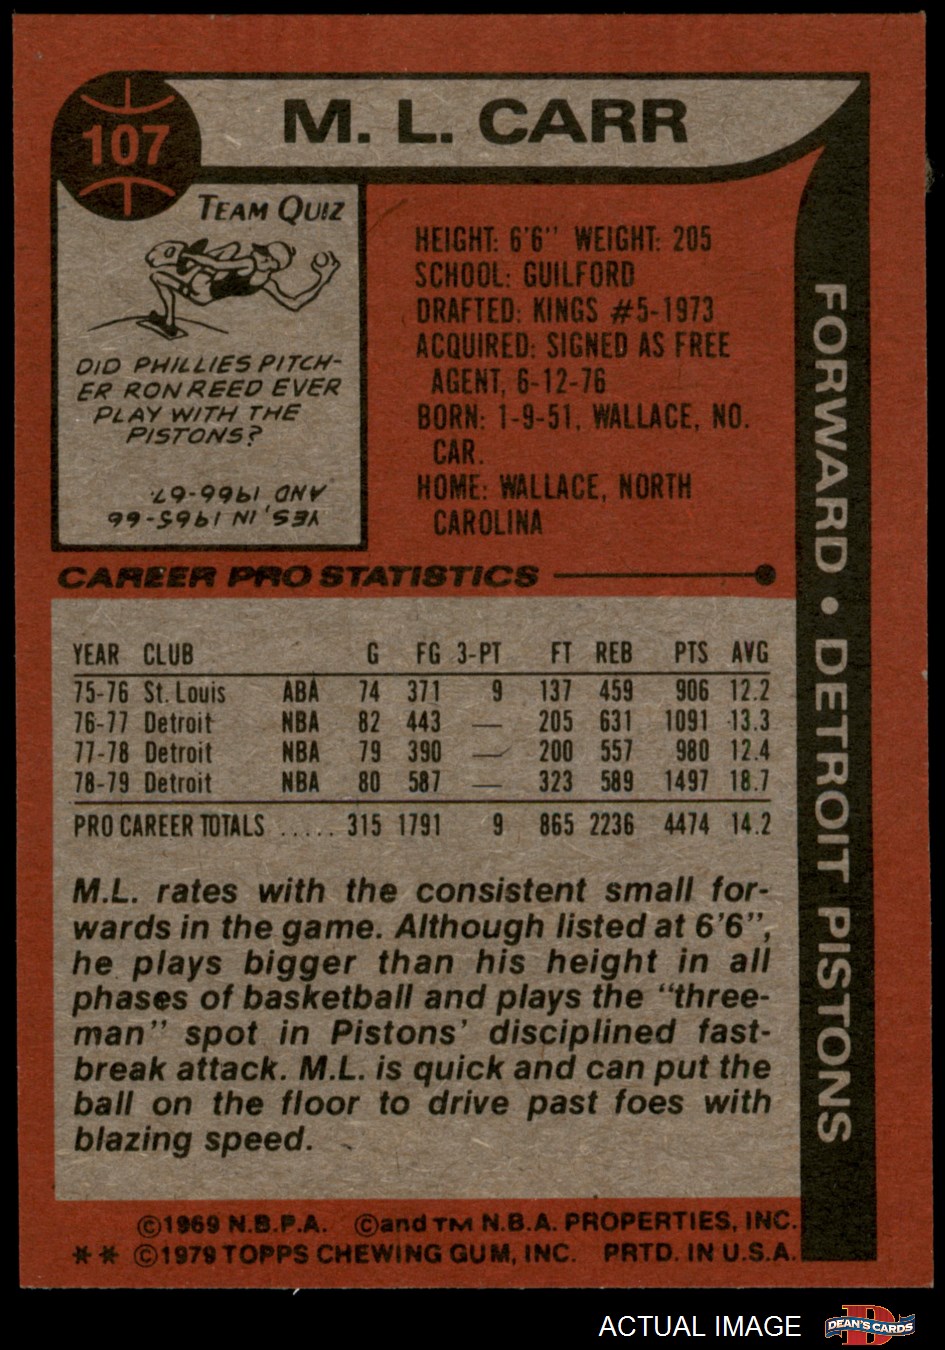 107
M. L. CARR
TEAM QUIZ
DID PHILLIES PITCH-
ER RON REED EVER
PLAY WITH THE
PISTONS?
YES, IN 1965-66
AND 1966-67.
HEIGHT: 6'6" WEIGHT: 205
SCHOOL: GUILFORD
DRAFTED: KINGS #5-1973
ACQUIRED: SIGNED AS FREE
AGENT, 6-12-76
BORN: 1-9-51, WALLACE, NO.
CAR.
HOME: WALLACE, NORTH
CAROLINA
FORWARD • DETROIT PISTONS
CAREER PRO STATISTICS
YEAR CLUB G FG 3-PT FT REB PTS AVG
75-76 St. Louis ABA 74 371 9 137 459 906 12.2
76-77 Detroit NBA 82 443 — 205 631 1091 13.3
77-78 Detroit NBA 79 390 — 200 557 980 12.4
78-79 Detroit NBA 80 587 — 323 589 1497 18.7
PRO CAREER TOTALS ..... 315 1791 9 865 2236 4474 14.2
M.L. rates with the consistent small for-
wards in the game. Although listed at 6'6",
he plays bigger than his height in all
phases of basketball and plays the "three-
man" spot in Pistons' disciplined fast-
break attack. M.L. is quick and can put the
ball on the floor to drive past foes with
blazing speed.
©1969 N.B.P.A. ©and TM N.B.A. PROPERTIES, INC.
** ©1979 TOPPS CHEWING GUM, INC. PRTD. IN U.S.A.
ACTUAL IMAGE
D
DEAN'S CARDS